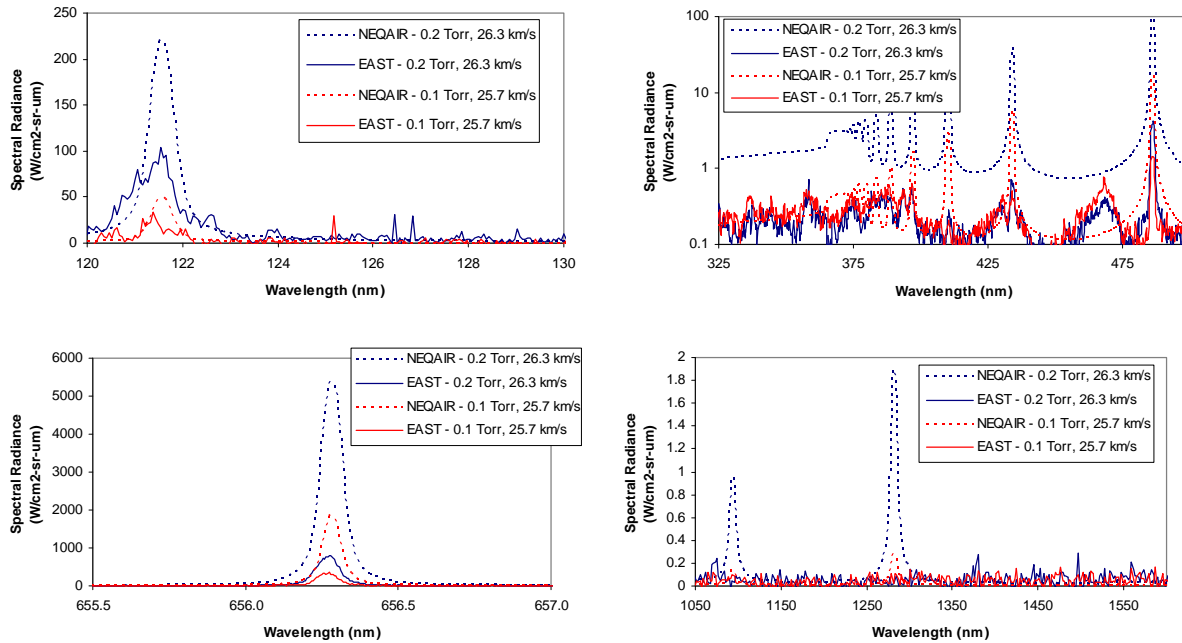 250
200
150
100
50
0
120 122 124 126 128 130
Wavelength (nm)
Spectral Radiance
(W/cm2-sr-um)
NEQAIR - 0.2 Torr, 26.3 km/s
EAST - 0.2 Torr, 26.3 km/s
NEQAIR - 0.1 Torr, 25.7 km/s
EAST - 0.1 Torr, 25.7 km/s
100
10
1
0.1
325 375 425 475
Wavelength (nm)
Spectral Radiance
(W/cm2-sr-um)
NEQAIR - 0.2 Torr, 26.3 km/s
EAST - 0.2 Torr, 26.3 km/s
NEQAIR - 0.1 Torr, 25.7 km/s
EAST - 0.1 Torr, 25.7 km/s
6000
5000
4000
3000
2000
1000
0
655.5 656.0 656.5 657.0
Wavelength (nm)
Spectral Radiance
(W/cm2-sr-um)
NEQAIR - 0.2 Torr, 26.3 km/s
EAST - 0.2 Torr, 26.3 km/s
NEQAIR - 0.1 Torr, 25.7 km/s
EAST - 0.1 Torr, 25.7 km/s
2
1.8
1.6
1.4
1.2
1
0.8
0.6
0.4
0.2
0
1050 1150 1250 1350 1450 1550
Wavelength (nm)
Spectral Radiance
(W/cm2-sr-um)
NEQAIR - 0.2 Torr, 26.3 km/s
EAST - 0.2 Torr, 26.3 km/s
NEQAIR - 0.1 Torr, 25.7 km/s
EAST - 0.1 Torr, 25.7 km/s